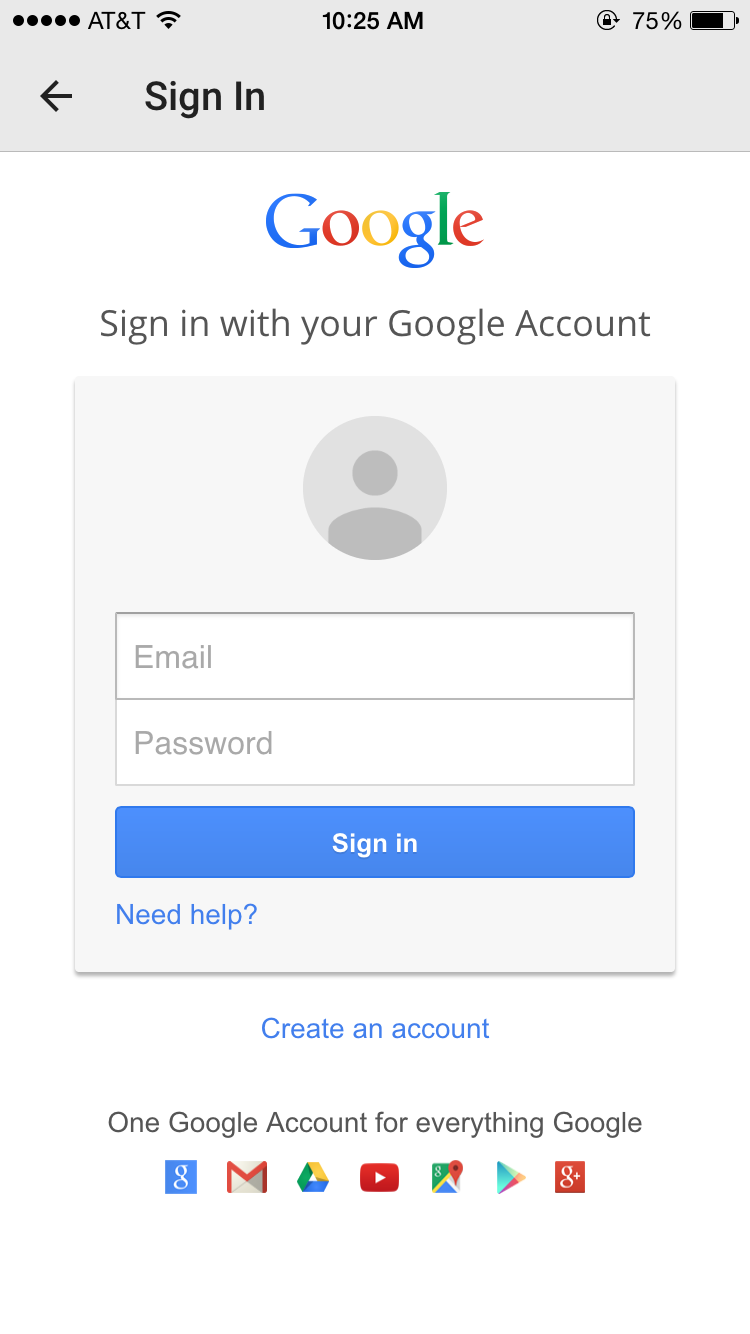 AT&T 10:25 AM 75%
Sign In
Google
Sign in with your Google Account
Email
Password
Sign in
Need help?
Create an account
One Google Account for everything Google
g 8 g+